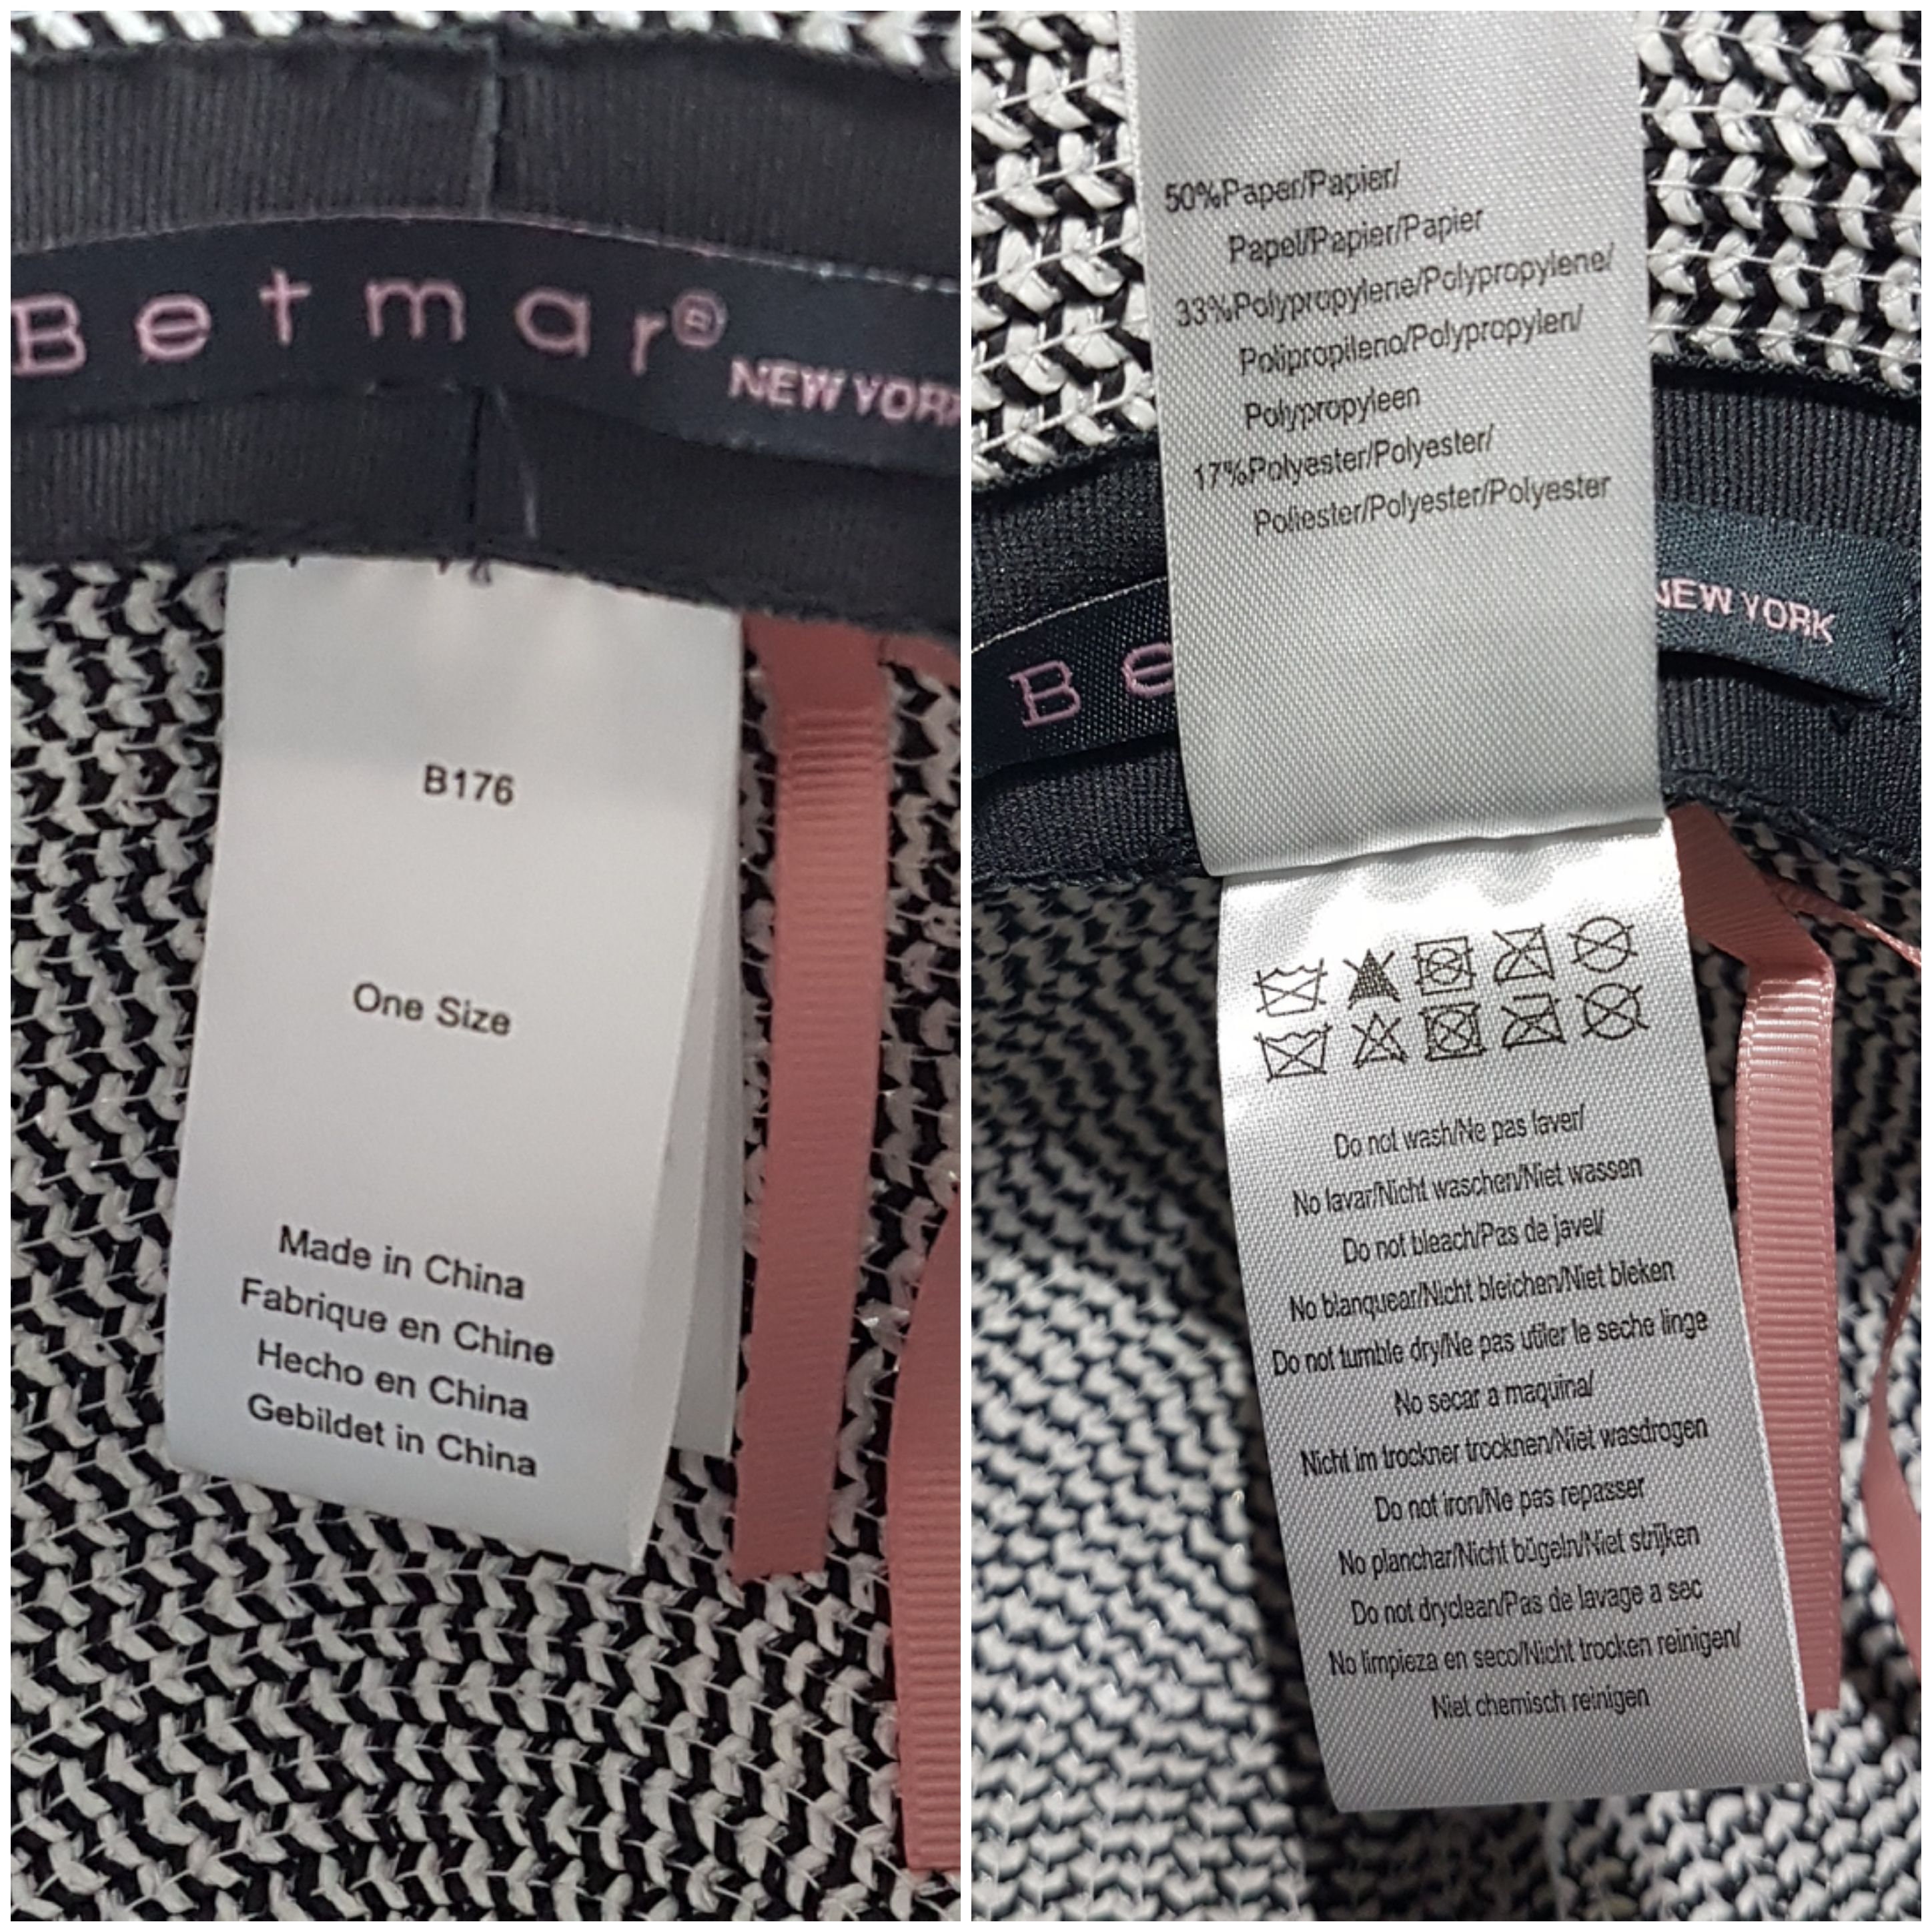 Betmar®
NEW YORK
B176
One Size
Made in China
Fabrique en Chine
Hecho en China
Gebildet in China
50%Paper/Papier/
Papel/Papier/Papier
33%Polypropylene/Polypropylene/
Polipropileno/Polypropylen/
Polypropyleen
17%Polyester/Polyester/
Poliester/Polyester/Polyester
Be
NEW YORK
Do not wash/Ne pas laver/
No lavar/Nicht waschen/Niet wassen
Do not bleach/Pas de javel/
No blanquear/Nicht bleichen/Niet bleken
Do not tumble dry/Ne pas utiler le seche linge
No secar a maquina/
Nicht im trockner trocknen/Niet wasdrogen
Do not iron/Ne pas repasser
No planchar/Nicht bügeln/Niet strijken
Do not dryclean/Pas de lavage a sec
No limpieza en seco/Nicht trocken reinigen/
Niet chemisch reinigen